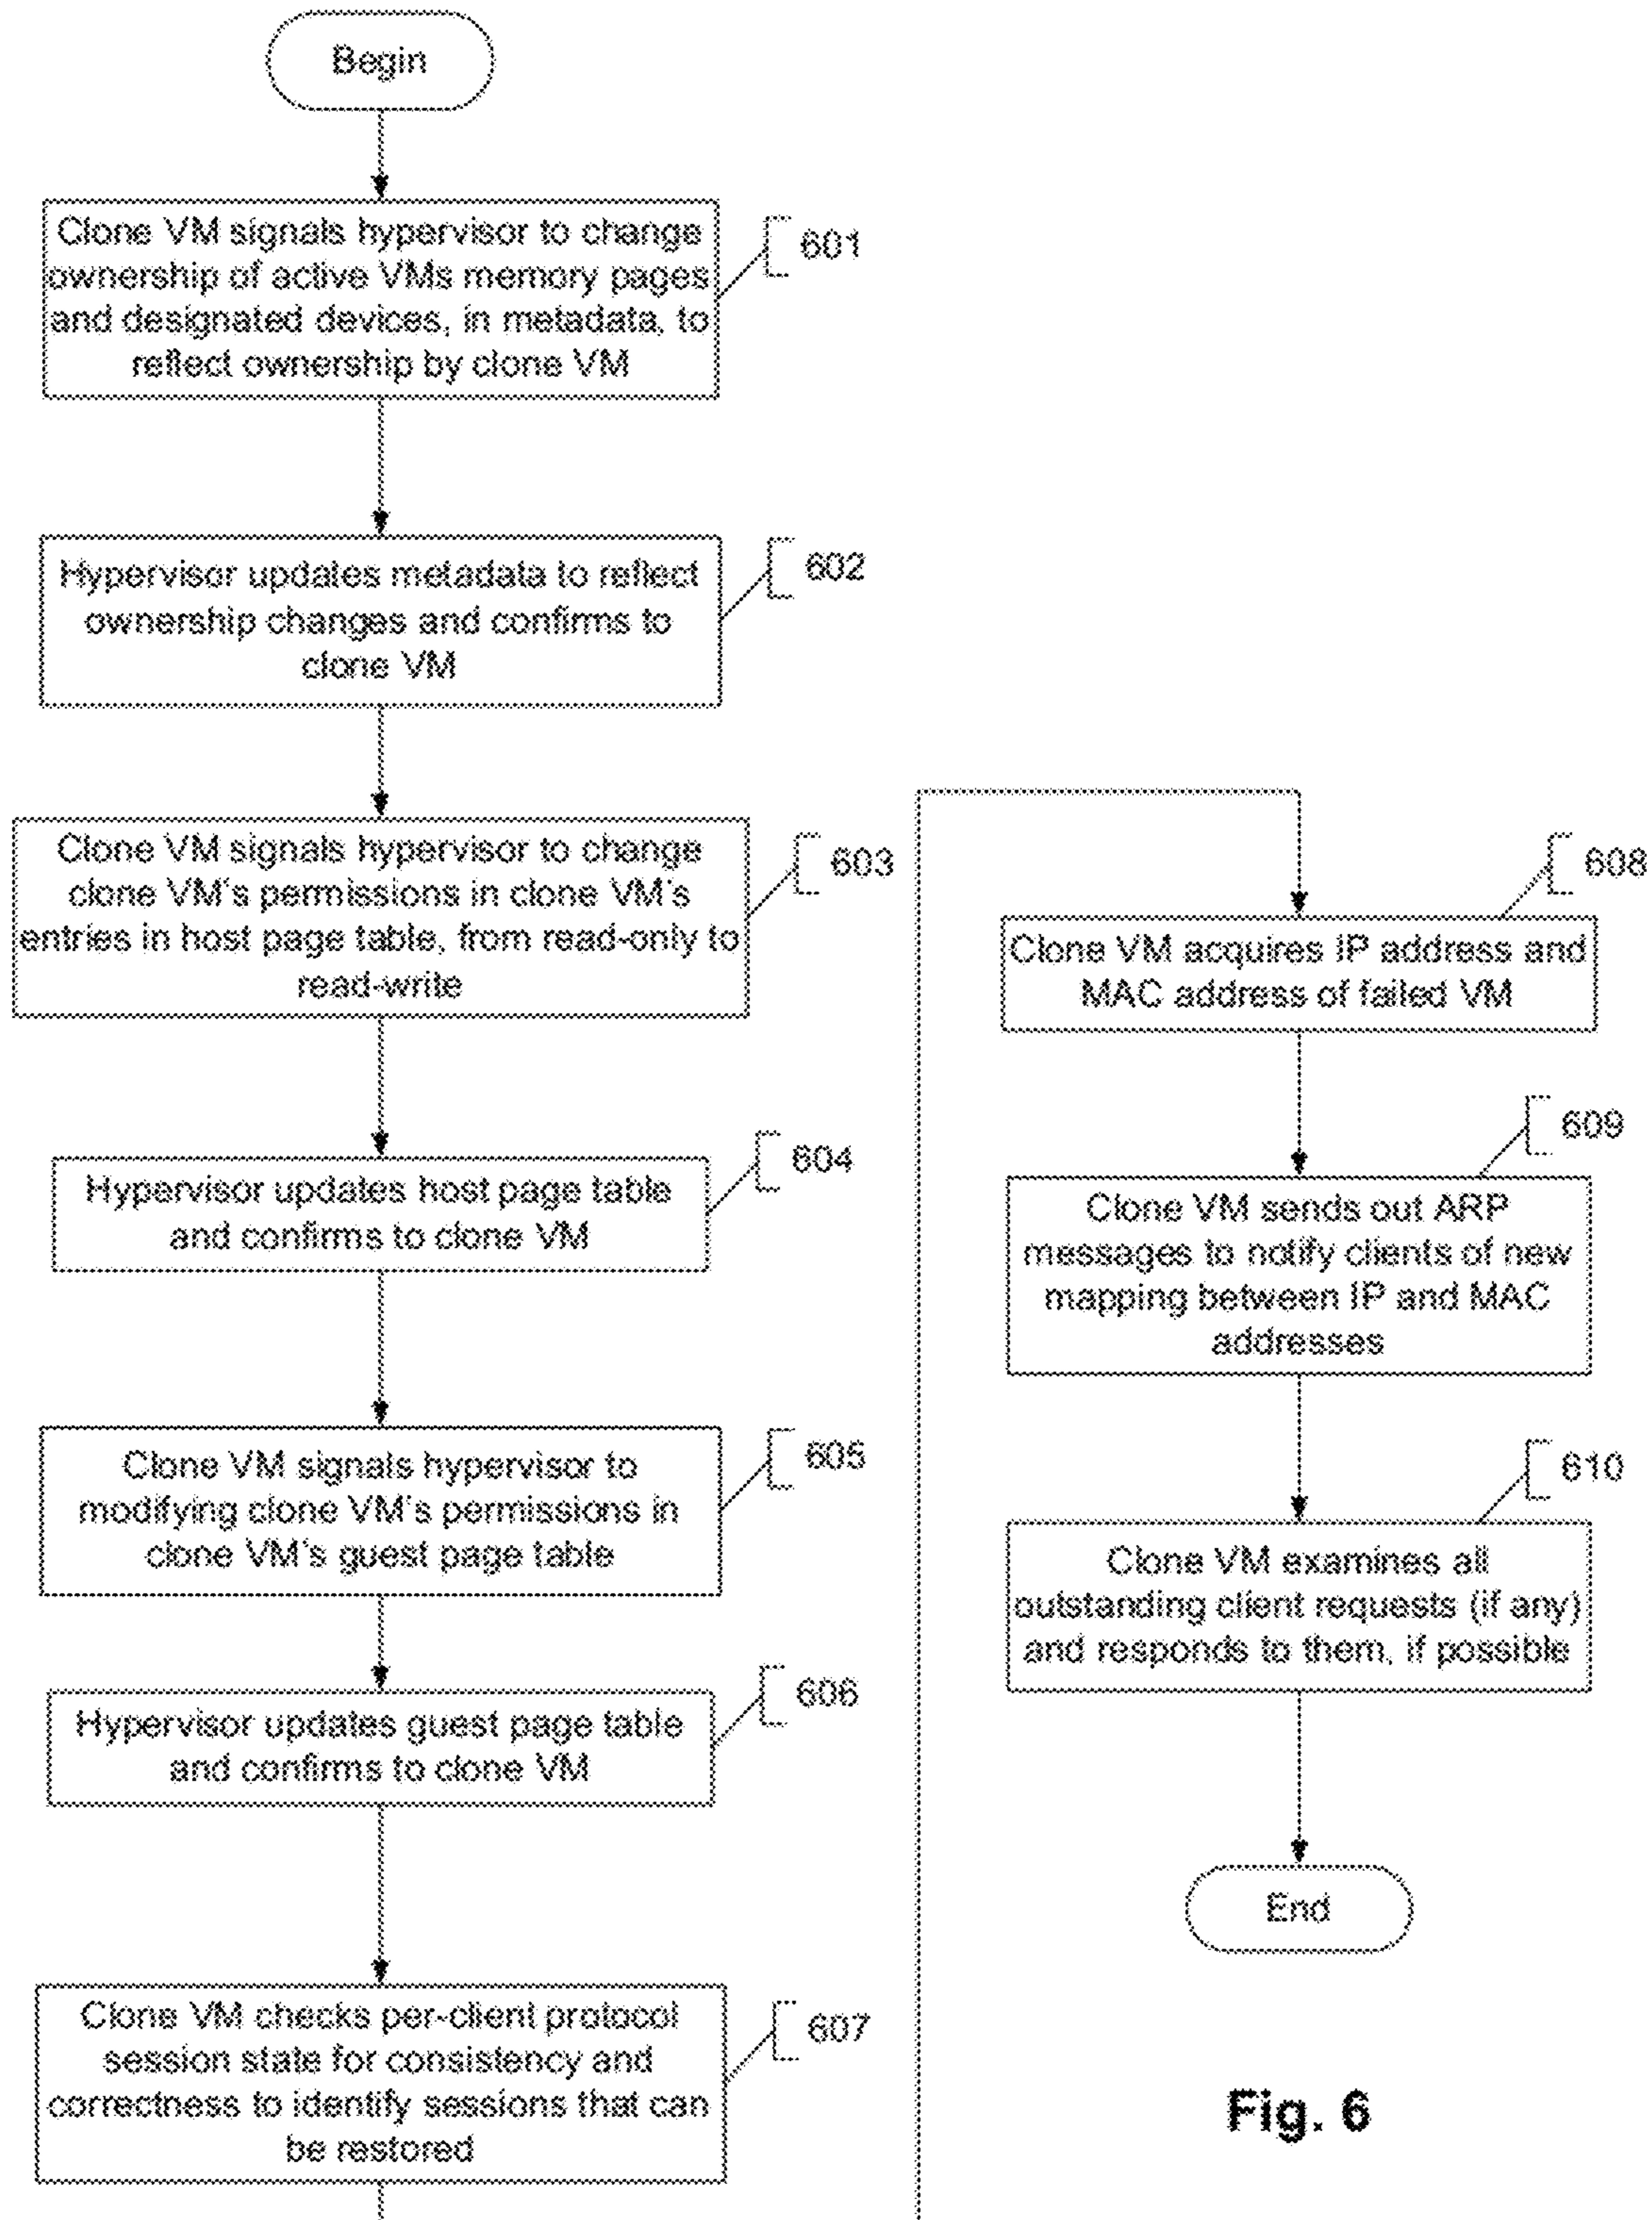 Begin
Clone VM signals hypervisor to change
ownership of active VMs memory pages
and designated devices, in metadata, to
reflect ownership by clone VM
601
Hypervisor updates metadata to reflect
ownership changes and confirms to
clone VM
602
Clone VM signals hypervisor to change
clone VM's permissions in clone VM's
entries in host page table, from read-only to
read-write
603
Hypervisor updates host page table
and confirms to clone VM
604
Clone VM signals hypervisor to
modifying clone VM's permissions in
clone VM's guest page table
605
Hypervisor updates guest page table
and confirms to clone VM
606
Clone VM checks per-client protocol
session state for consistency and
correctness to identify sessions that can
be restored
607
Clone VM acquires IP address and
MAC address of failed VM
608
Clone VM sends out ARP
messages to notify clients of new
mapping between IP and MAC
addresses
609
Clone VM examines all
outstanding client requests (if any)
and responds to them, if possible
610
End
Fig. 6